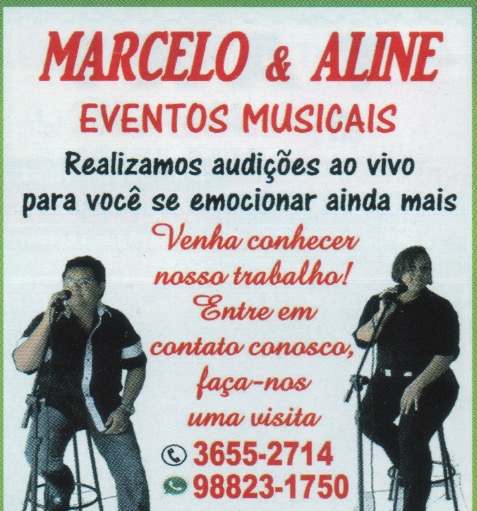 MARCELO & ALINE
EVENTOS MUSICAIS
Realizamos audições ao vivo
para você se emocionar ainda mais
Venha conhecer
nosso trabalho!
Entre em
contato conosco,
faça-nos
uma visita
3655-2714
98823-1750